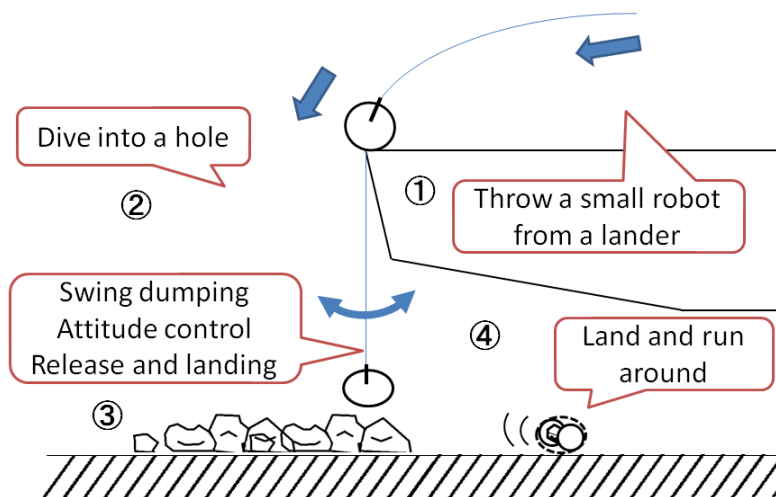 ①
Throw a small robot
from a lander
②
Dive into a hole
③
Swing dumping
Attitude control
Release and landing
④
Land and run
around